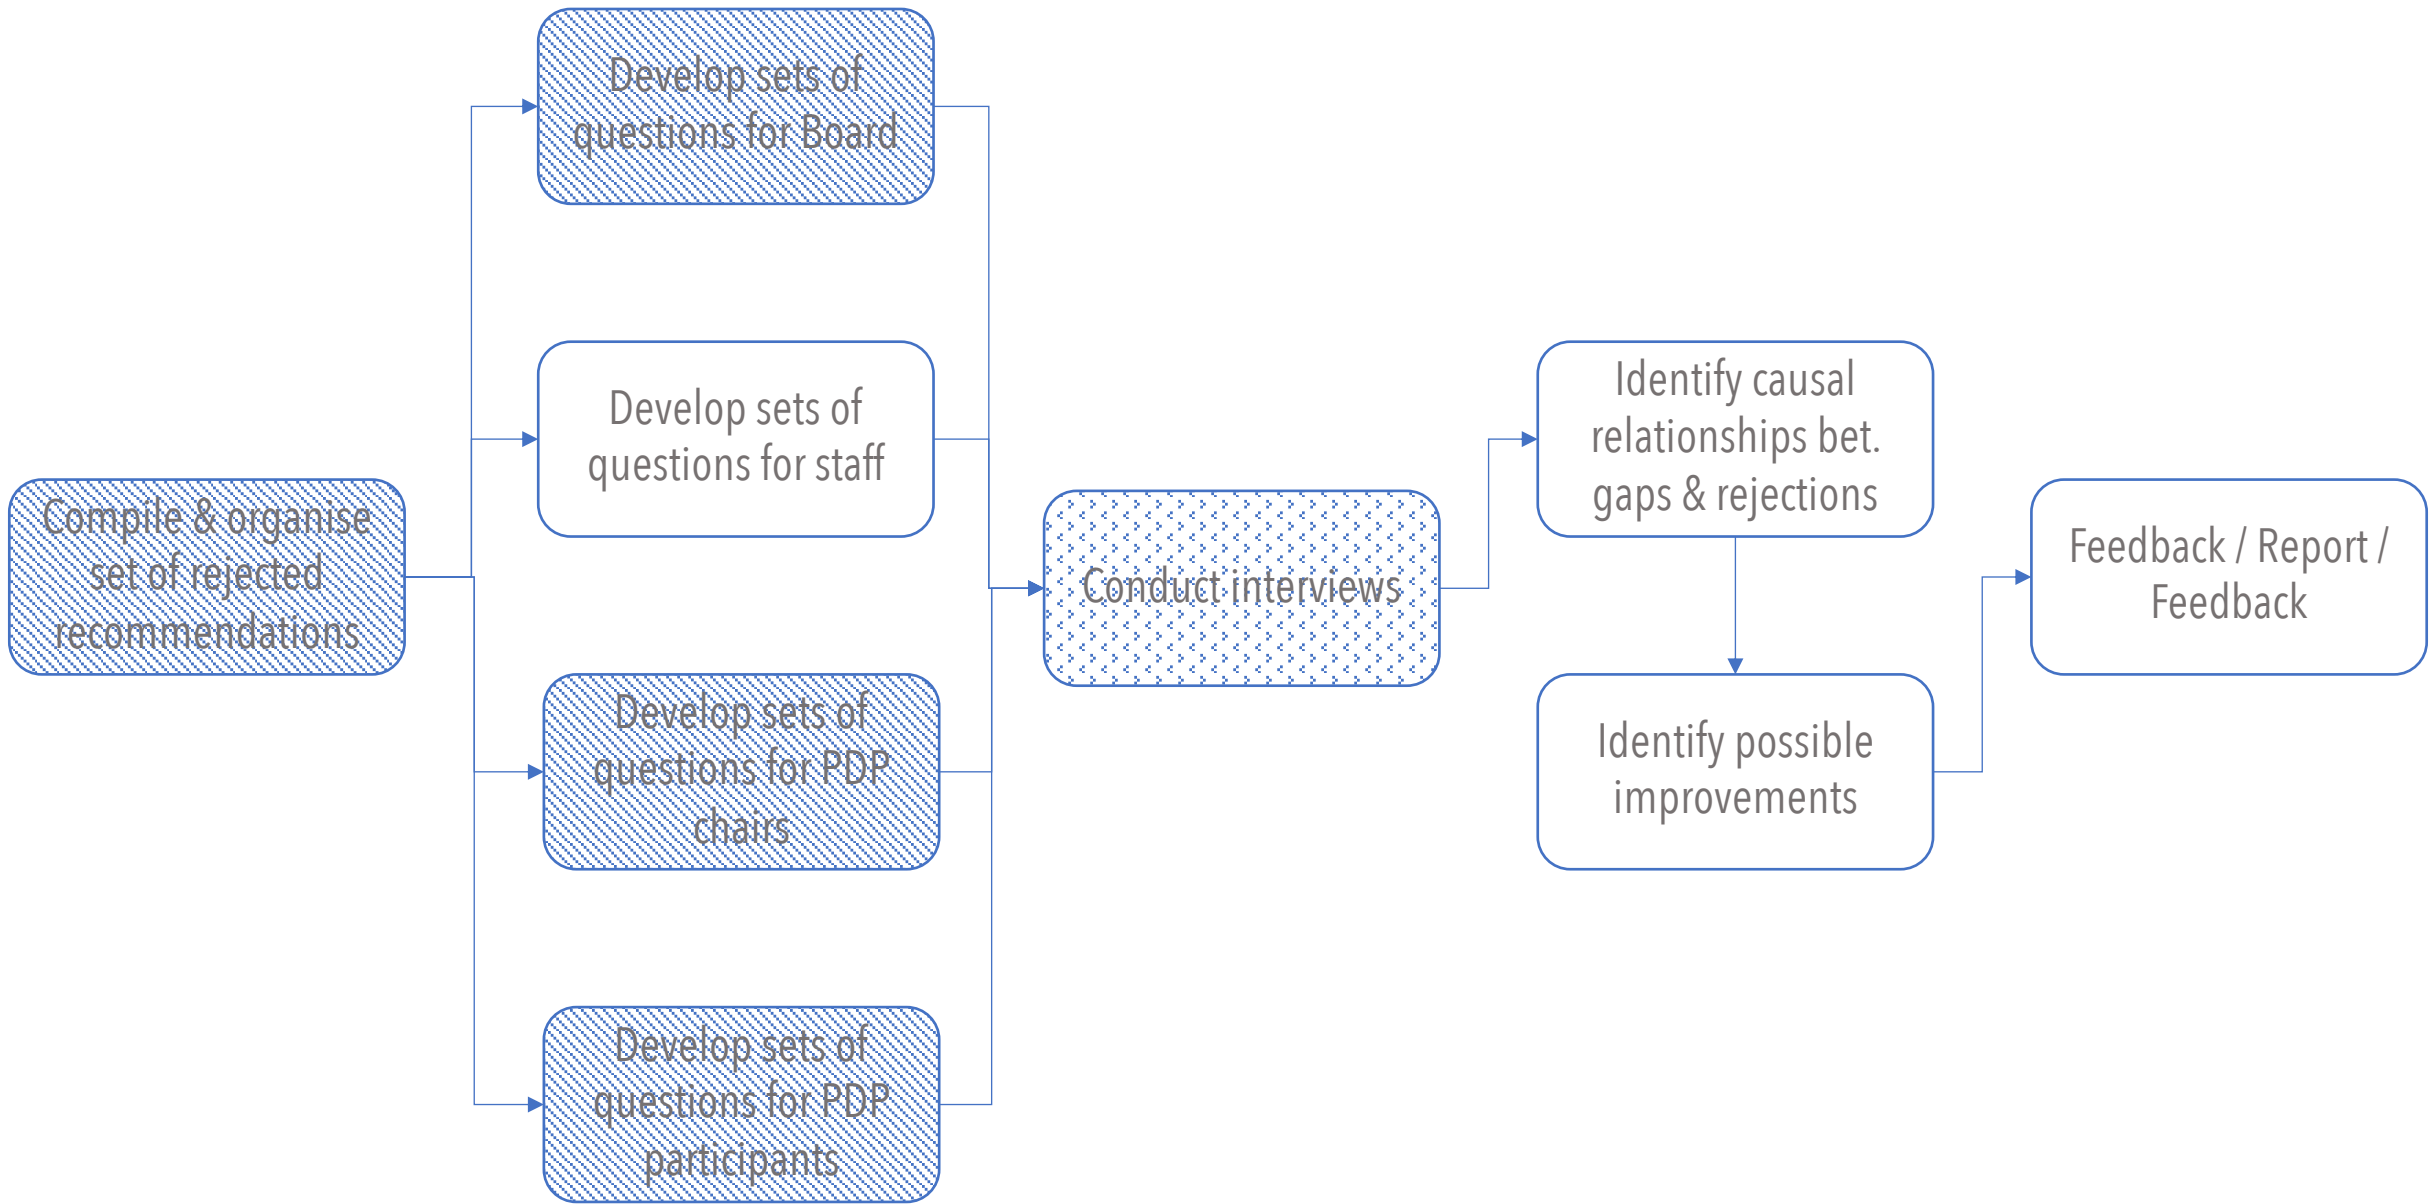 Compile & organise
set of rejected
recommendations
Develop sets of
questions for Board
Develop sets of
questions for staff
Develop sets of
questions for PDP
chairs
Develop sets of
questions for PDP
participants
Conduct interviews
Identify causal
relationships bet.
gaps & rejections
Identify possible
improvements
Feedback / Report /
Feedback